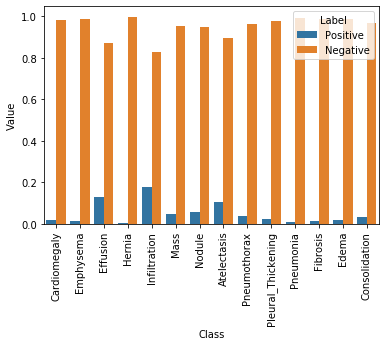 Label
Positive
Negative
Value
1.0
0.8
0.6
0.4
0.2
0.0
Cardiomegaly
Emphysema
Effusion
Hernia
Infiltration
Mass
Nodule
Atelectasis
Pneumothorax
Pleural_Thickening
Pneumonia
Fibrosis
Edema
Consolidation
Class